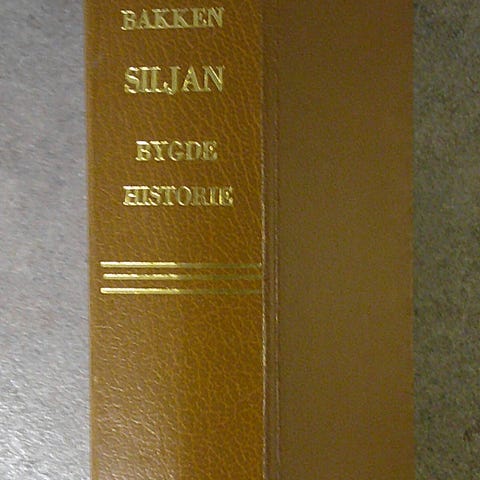 BAKKEN
SILJAN
BYGDE
HISTORIE